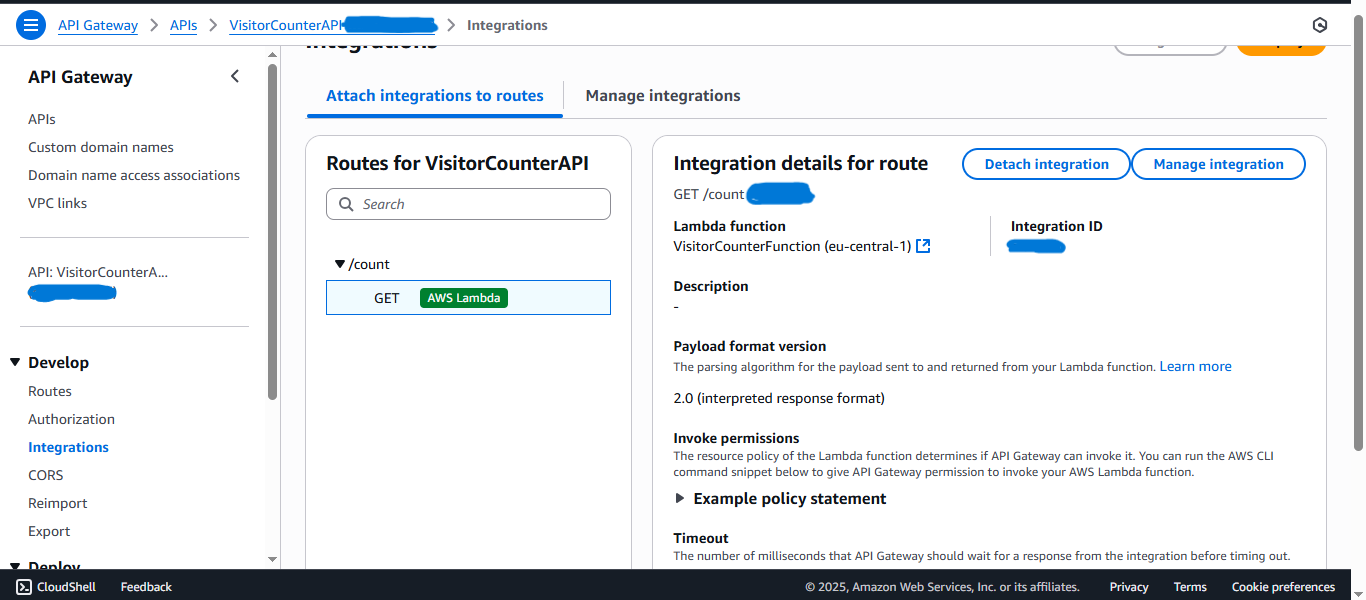 API Gateway > APIs > VisitorCounterAPI > Integrations
Integrations
API Gateway
APIs
Custom domain names
Domain name access associations
VPC links
API: VisitorCounterA...
Develop
Routes
Authorization
Integrations
CORS
Reimport
Export
Deploy
Attach integrations to routes
Manage integrations
Routes for VisitorCounterAPI
Search
/count
GET AWS Lambda
Integration details for route
Detach integration
Manage integration
GET /count
Lambda function
VisitorCounterFunction (eu-central-1)
Integration ID
Description
-
Payload format version
The parsing algorithm for the payload sent to and returned from your Lambda function. Learn more
2.0 (interpreted response format)
Invoke permissions
The resource policy of the Lambda function determines if API Gateway can invoke it. You can run the AWS CLI
command snippet below to give API Gateway permission to invoke your AWS Lambda function.
Example policy statement
Timeout
The number of milliseconds that API Gateway should wait for a response from the integration before timing out.
CloudShell Feedback © 2025, Amazon Web Services, Inc. or its affiliates. Privacy Terms Cookie preferences